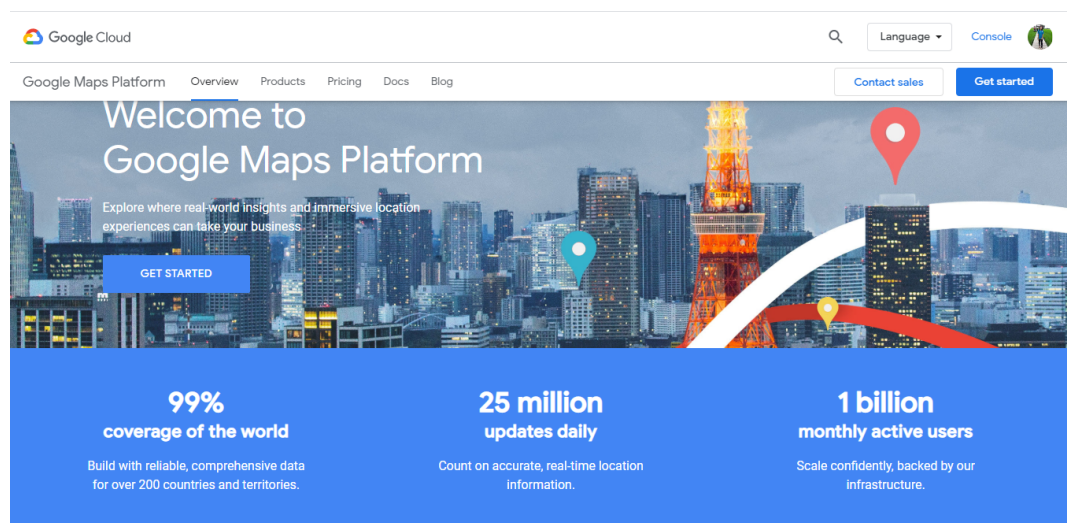 Google Cloud
Language
Console
Google Maps Platform Overview Products Pricing Docs Blog
Contact sales
Get started
Welcome to
Google Maps Platform
Explore where real-world insights and immersive location
experiences can take your business
GET STARTED
99%
coverage of the world
Build with reliable, comprehensive data
for over 200 countries and territories.
25 million
updates daily
Count on accurate, real-time location
information.
1 billion
monthly active users
Scale confidently, backed by our
infrastructure.